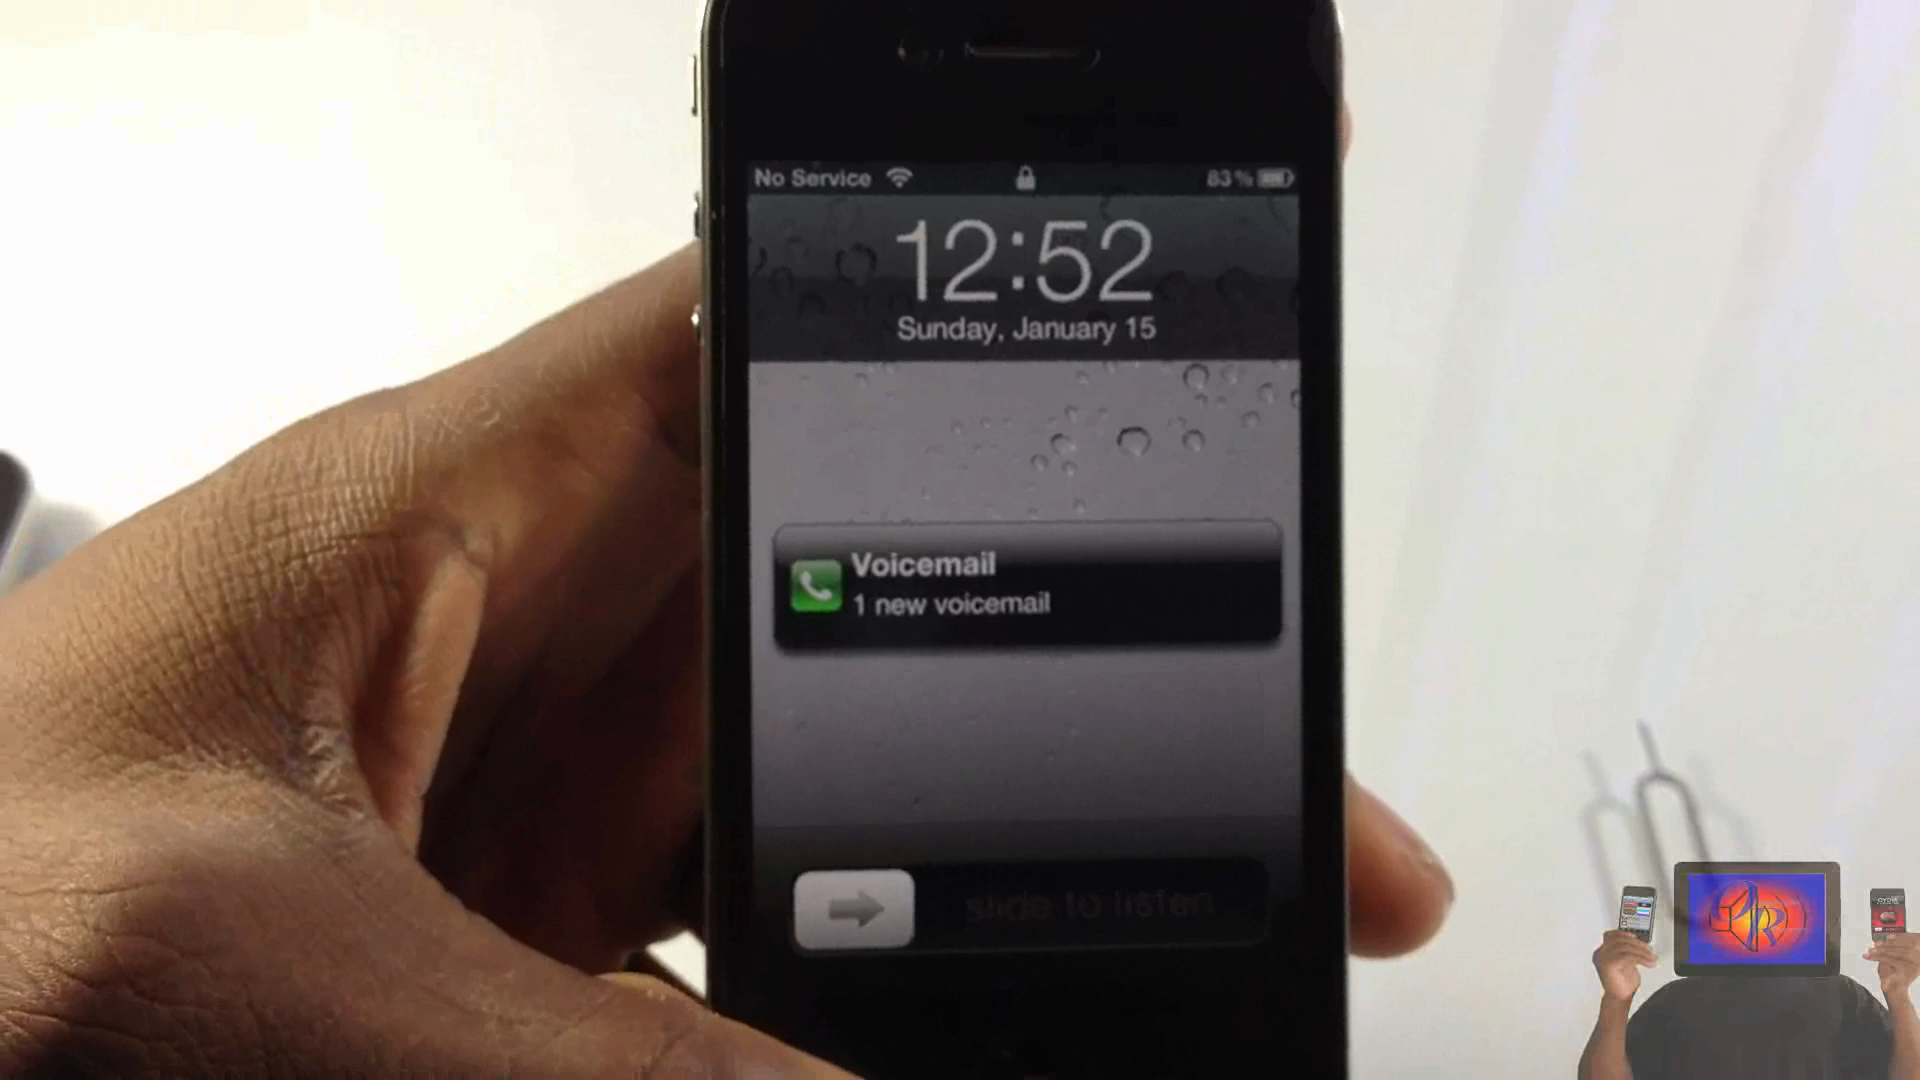 No Service
83%
12:52
Sunday, January 15
Voicemail
1 new voicemail
slide to listen